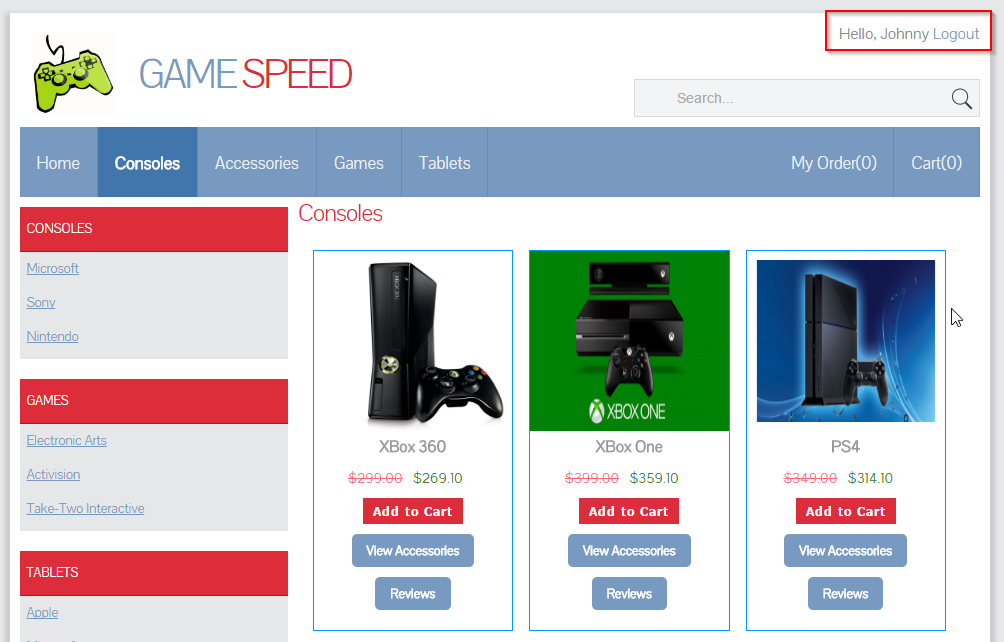 Hello, Johnny Logout
GAME SPEED
Search...
Home Consoles Accessories Games Tablets My Order(0) Cart(0)
CONSOLES
Microsoft
Sony
Nintendo
GAMES
Electronic Arts
Activision
Take-Two Interactive
TABLETS
Apple
Consoles
XBOX ONE
XBox 360 XBox One PS4
$299.00 $269.10 $399.00 $359.10 $349.00 $314.10
Add to Cart Add to Cart Add to Cart
View Accessories View Accessories View Accessories
Reviews Reviews Reviews